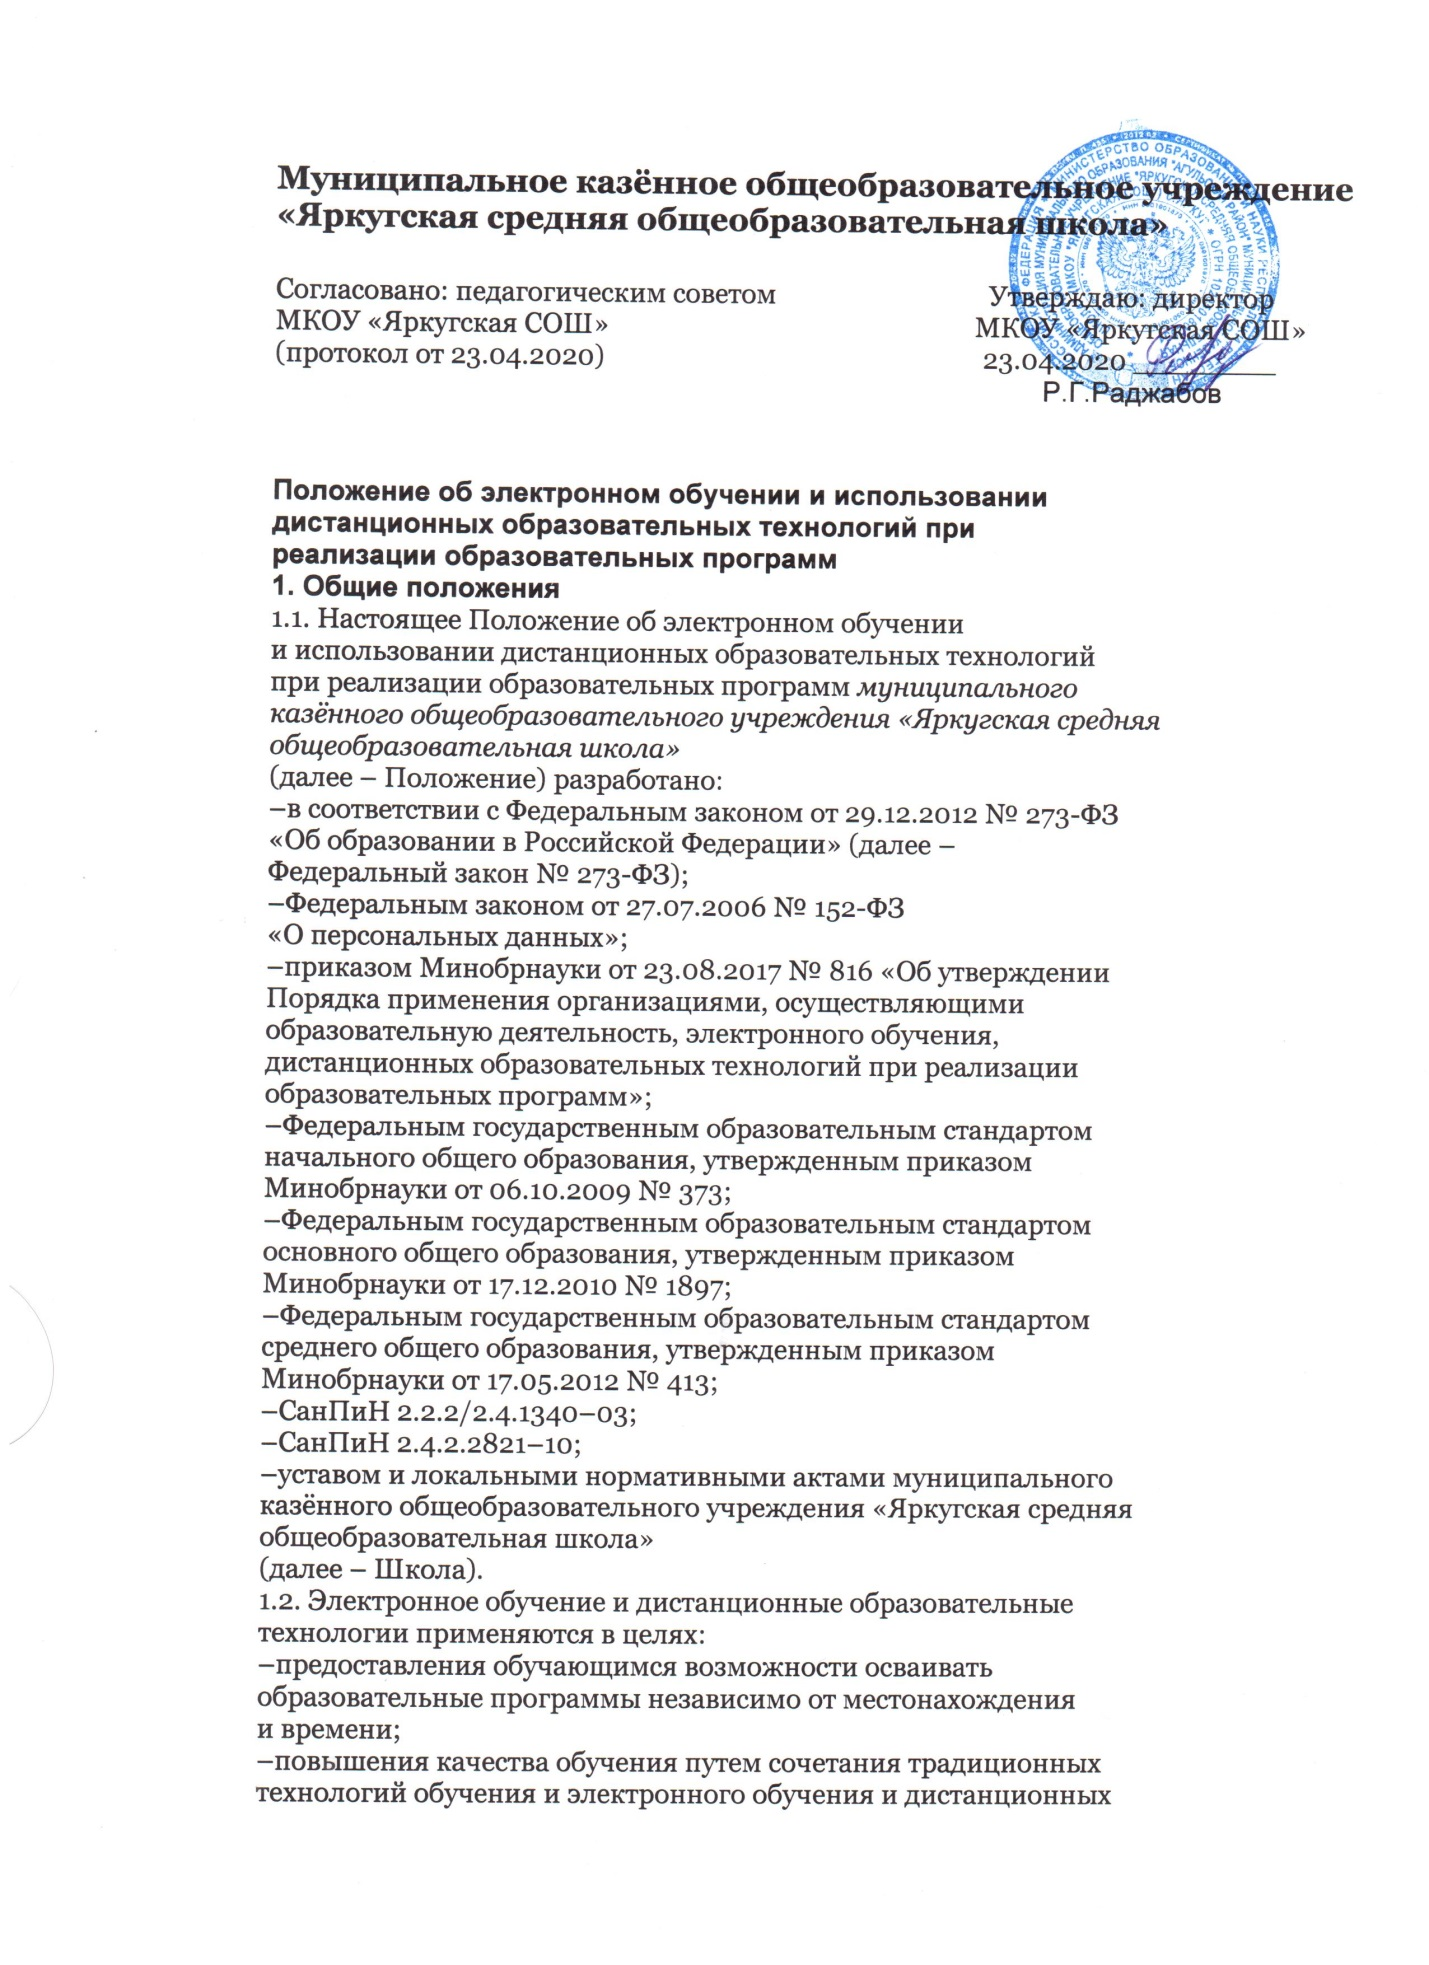 Муниципальное казённое общеобразовательное учреждение
«Яркугская средняя общеобразовательная школа»
Согласовано: педагогическим советом
МКОУ «Яркугская СОШ»
(протокол от 23.04.2020)
Утверждаю: директор
МКОУ «Яркугская СОШ»
23.04.2020 ___________
Р.Г.Раджабов
Положение об электронном обучении и использовании
дистанционных образовательных технологий при
реализации образовательных программ
1. Общие положения
1.1. Настоящее Положение об электронном обучении
и использовании дистанционных образовательных технологий
при реализации образовательных программ муниципального
казённого общеобразовательного учреждения «Яркугская средняя
общеобразовательная школа»
(далее – Положение) разработано:
–в соответствии с Федеральным законом от 29.12.2012 № 273-ФЗ
«Об образовании в Российской Федерации» (далее –
Федеральный закон № 273-ФЗ);
–Федеральным законом от 27.07.2006 № 152-ФЗ
«О персональных данных»;
–приказом Минобрнауки от 23.08.2017 № 816 «Об утверждении
Порядка применения организациями, осуществляющими
образовательную деятельность, электронного обучения,
дистанционных образовательных технологий при реализации
образовательных программ»;
–Федеральным государственным образовательным стандартом
начального общего образования, утвержденным приказом
Минобрнауки от 06.10.2009 № 373;
–Федеральным государственным образовательным стандартом
основного общего образования, утвержденным приказом
Минобрнауки от 17.12.2010 № 1897;
–Федеральным государственным образовательным стандартом
среднего общего образования, утвержденным приказом
Минобрнауки от 17.05.2012 № 413;
–СанПиН 2.2.2/2.4.1340–03;
–СанПиН 2.4.2.2821–10;
–уставом и локальными нормативными актами муниципального
казённого общеобразовательного учреждения «Яркугская средняя
общеобразовательная школа»
(далее – Школа).
1.2. Электронное обучение и дистанционные образовательные
технологии применяются в целях:
–предоставления обучающимся возможности осваивать
образовательные программы независимо от местонахождения
и времени;
–повышения качества обучения путем сочетания традиционных
технологий обучения и электронного обучения и дистанционных